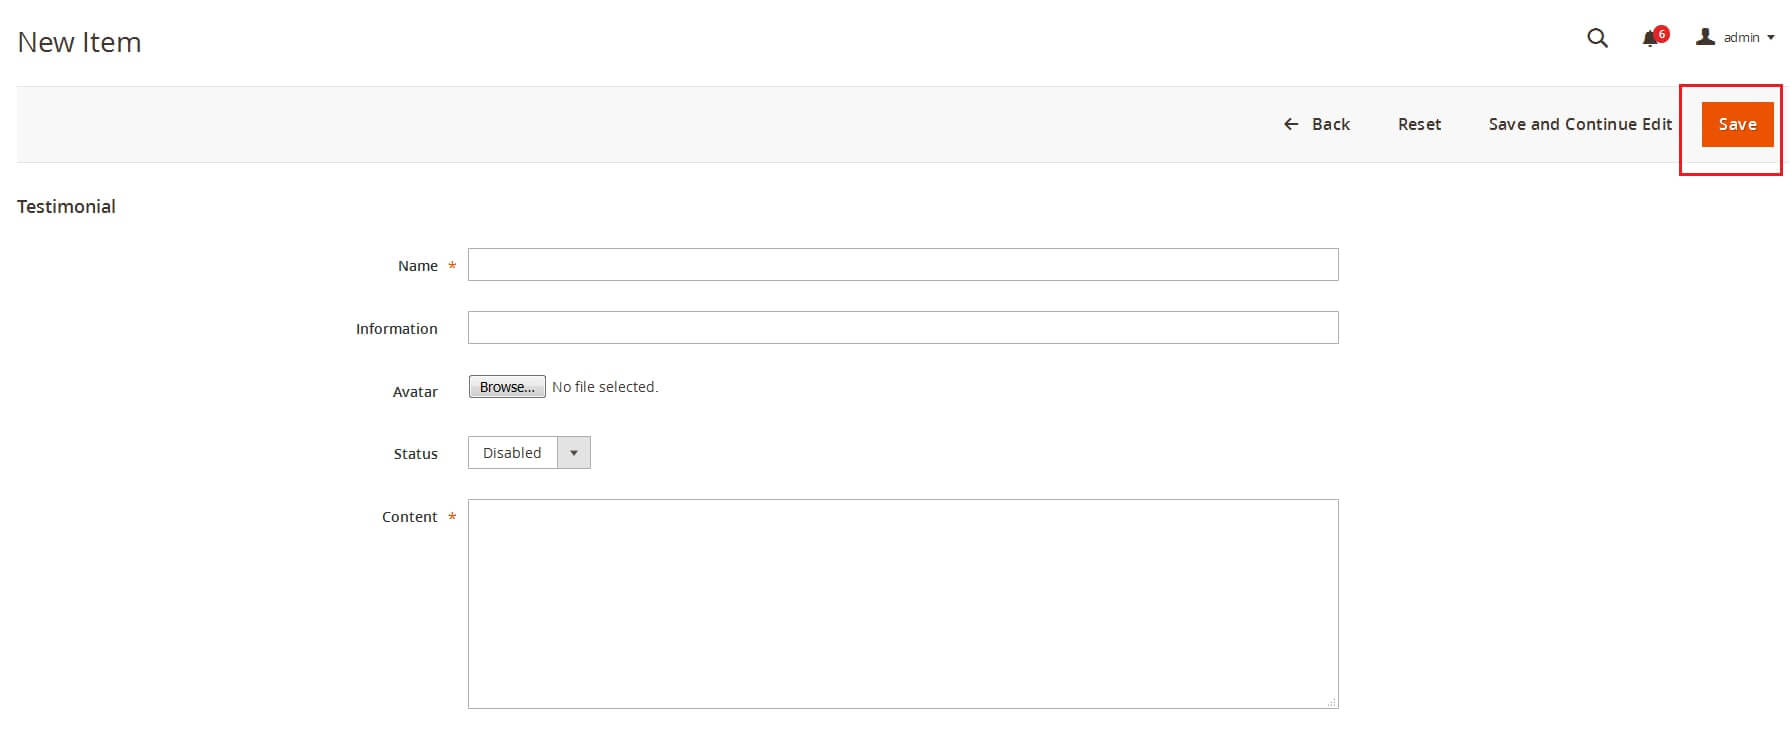 New Item
6
admin
Back
Reset
Save and Continue Edit
Save
Testimonial
Name *
Information
Avatar
Browse... No file selected.
Status
Disabled
Content *